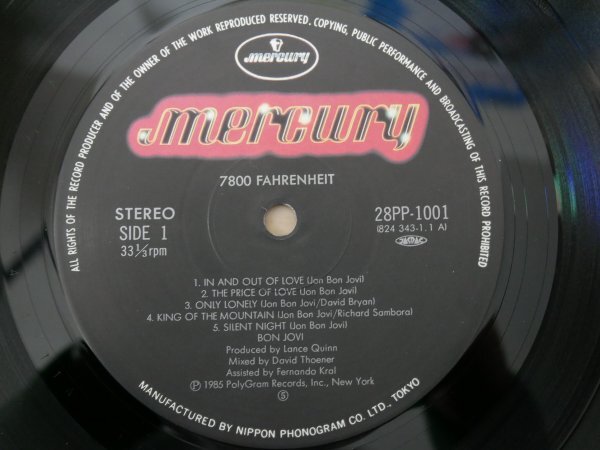 ALL RIGHTS OF THE RECORD PRODUCER AND OF THE OWNER OF THE WORK REPRODUCED RESERVED. COPYING, PUBLIC PERFORMANCE AND BROADCASTING OF THIS RECORD PROHIBITED
mercury
mercury
7800 FAHRENHEIT
STEREO
SIDE 1
33⅓rpm
28PP-1001
(824 343-1.1 A)
JASRAC
1. IN AND OUT OF LOVE (Jon Bon Jovi)
2. THE PRICE OF LOVE (Jon Bon Jovi)
3. ONLY LONELY (Jon Bon Jovi/David Bryan)
4. KING OF THE MOUNTAIN (Jon Bon Jovi/Richard Sambora)
5. SILENT NIGHT (Jon Bon Jovi)
BON JOVI
Produced by Lance Quinn
Mixed by David Thoener
Assisted by Fernando Kral
Ⓟ 1985 PolyGram Records, Inc., New York
Ⓢ
MANUFACTURED BY NIPPON PHONOGRAM CO. LTD., TOKYO